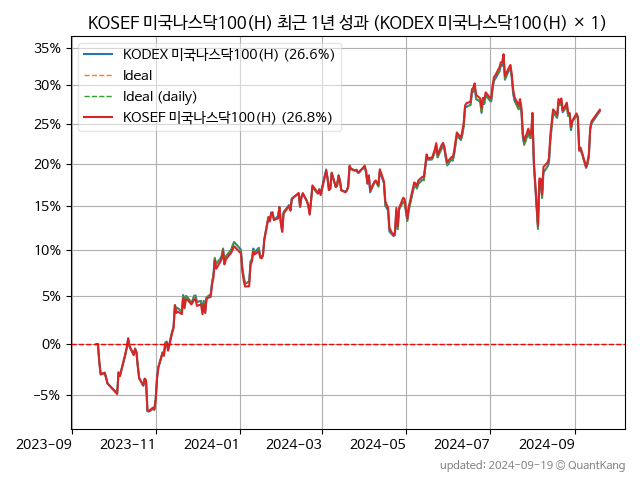 KOSEF 미국나스닥100(H) 최근 1년 성과 (KODEX 미국나스닥100(H) × 1)
KODEX 미국나스닥100(H) (26.6%)
Ideal
Ideal (daily)
KOSEF 미국나스닥100(H) (26.8%)
35%
30%
25%
20%
15%
10%
5%
0%
−5%
2023-09 2023-11 2024-01 2024-03 2024-05 2024-07 2024-09
updated: 2024-09-19 © QuantKang